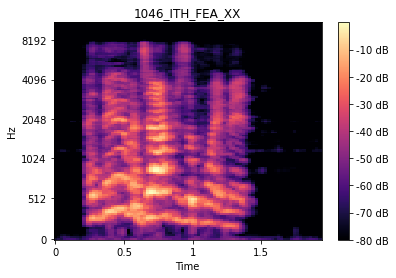 1046_ITH_FEA_XX
8192
4096
2048
1024
512
0
Hz
0
0.5
1
1.5
Time
-10 dB
-20 dB
-30 dB
-40 dB
-50 dB
-60 dB
-70 dB
-80 dB